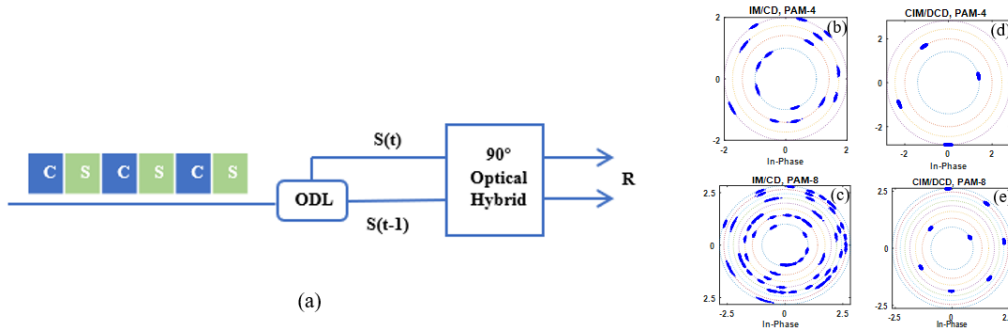 C S C S C S
S(t)
ODL
S(t-1)
90°
Optical
Hybrid
R
(a)
IM/CD, PAM-4
(b)
2
0
-2
-2 0 2
In-Phase
CIM/DCD, PAM-4
(d)
2
0
-2
-2 0 2
In-Phase
IM/CD, PAM-8
(c)
2.5
0
-2.5
-2.5 0 2.5
In-Phase
CIM/DCD, PAM-8
(e
2.5
0
-2.5
-2.5 0 2.5
In-Phase